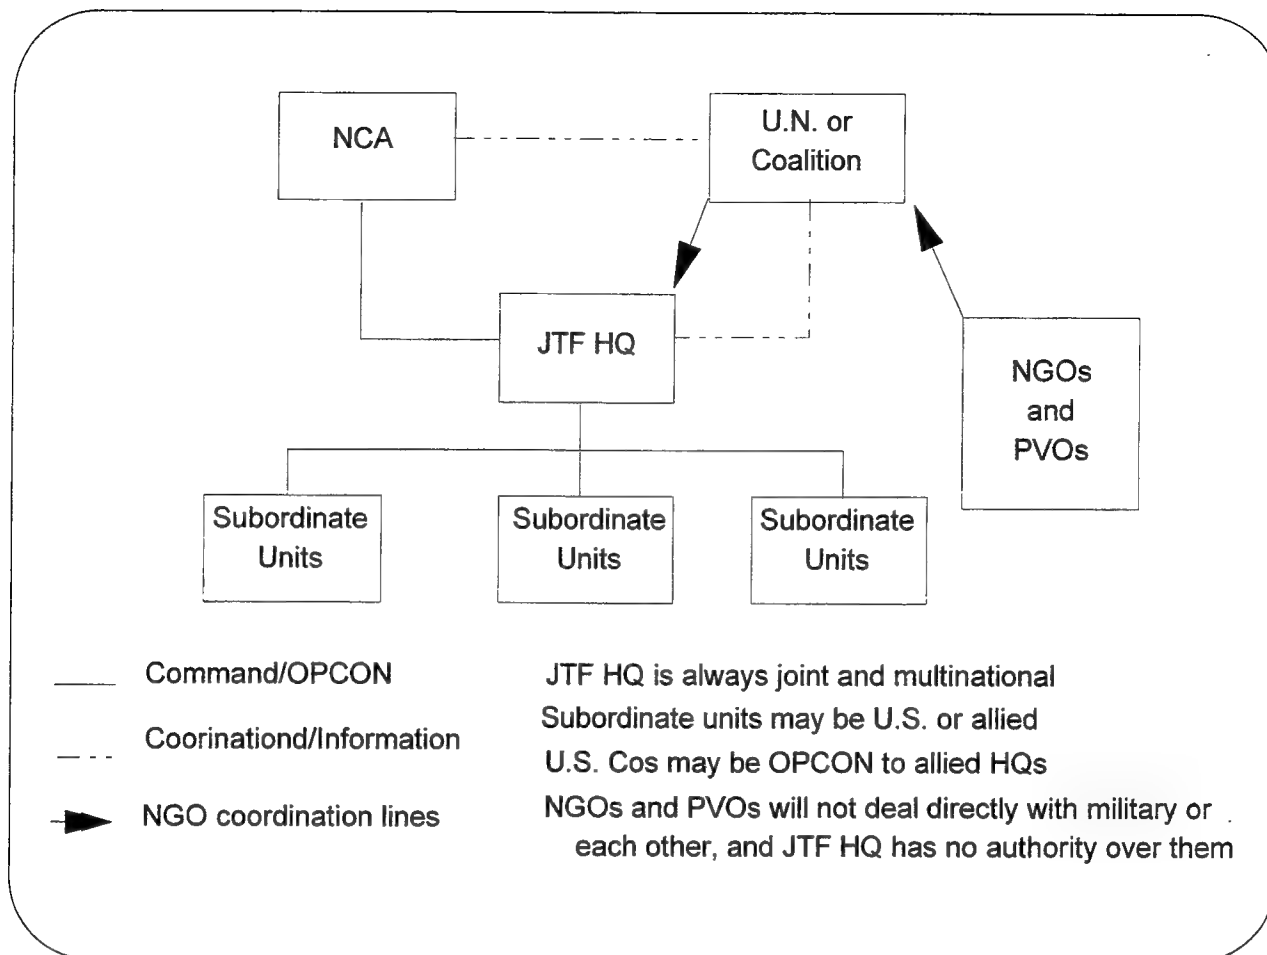 NCA
U.N. or
Coalition
JTF HQ
NGOs
and
PVOs
Subordinate
Units
Subordinate
Units
Subordinate
Units
Command/OPCON
Coorinationd/Information
NGO coordination lines
JTF HQ is always joint and multinational
Subordinate units may be U.S. or allied
U.S. Cos may be OPCON to allied HQs
NGOs and PVOs will not deal directly with military or
each other, and JTF HQ has no authority over them